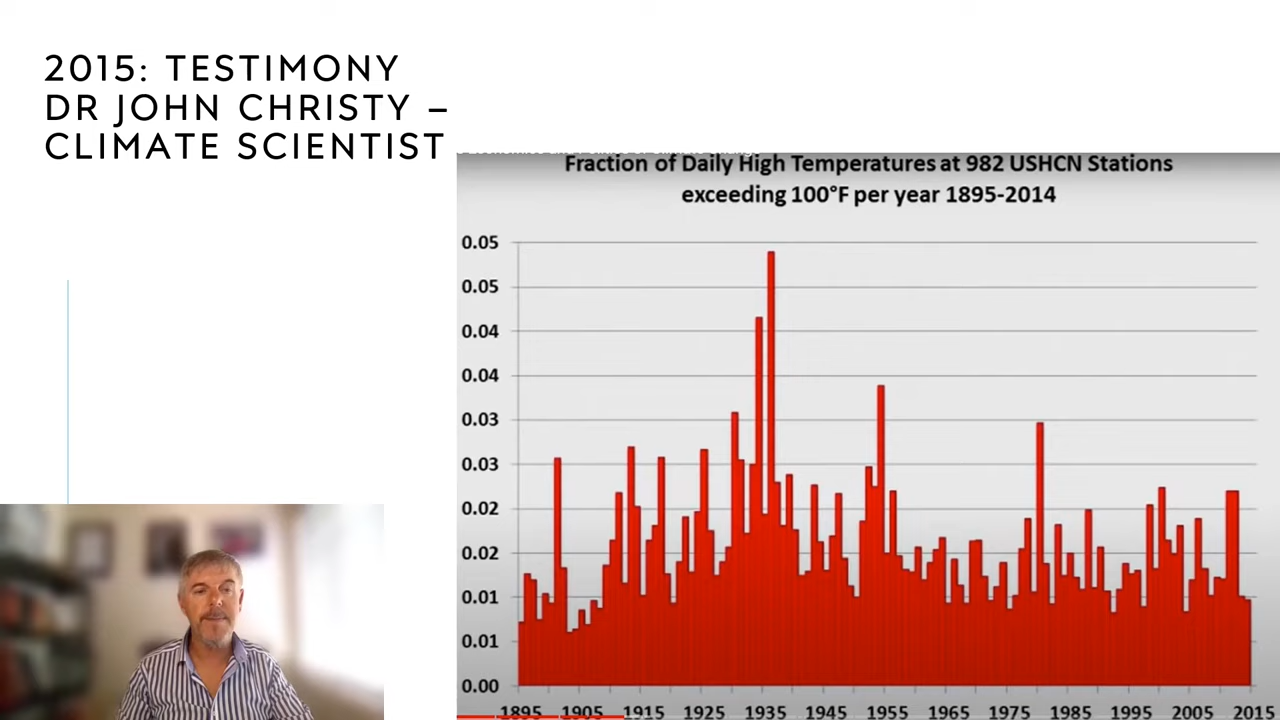 2015: TESTIMONY
DR JOHN CHRISTY –
CLIMATE SCIENTIST
Fraction of Daily High Temperatures at 982 USHCN Stations
exceeding 100°F per year 1895-2014
0.05
0.05
0.04
0.04
0.03
0.03
0.02
0.02
0.01
0.01
0.00
1895 1905 1915 1925 1935 1945 1955 1965 1975 1985 1995 2005 2015